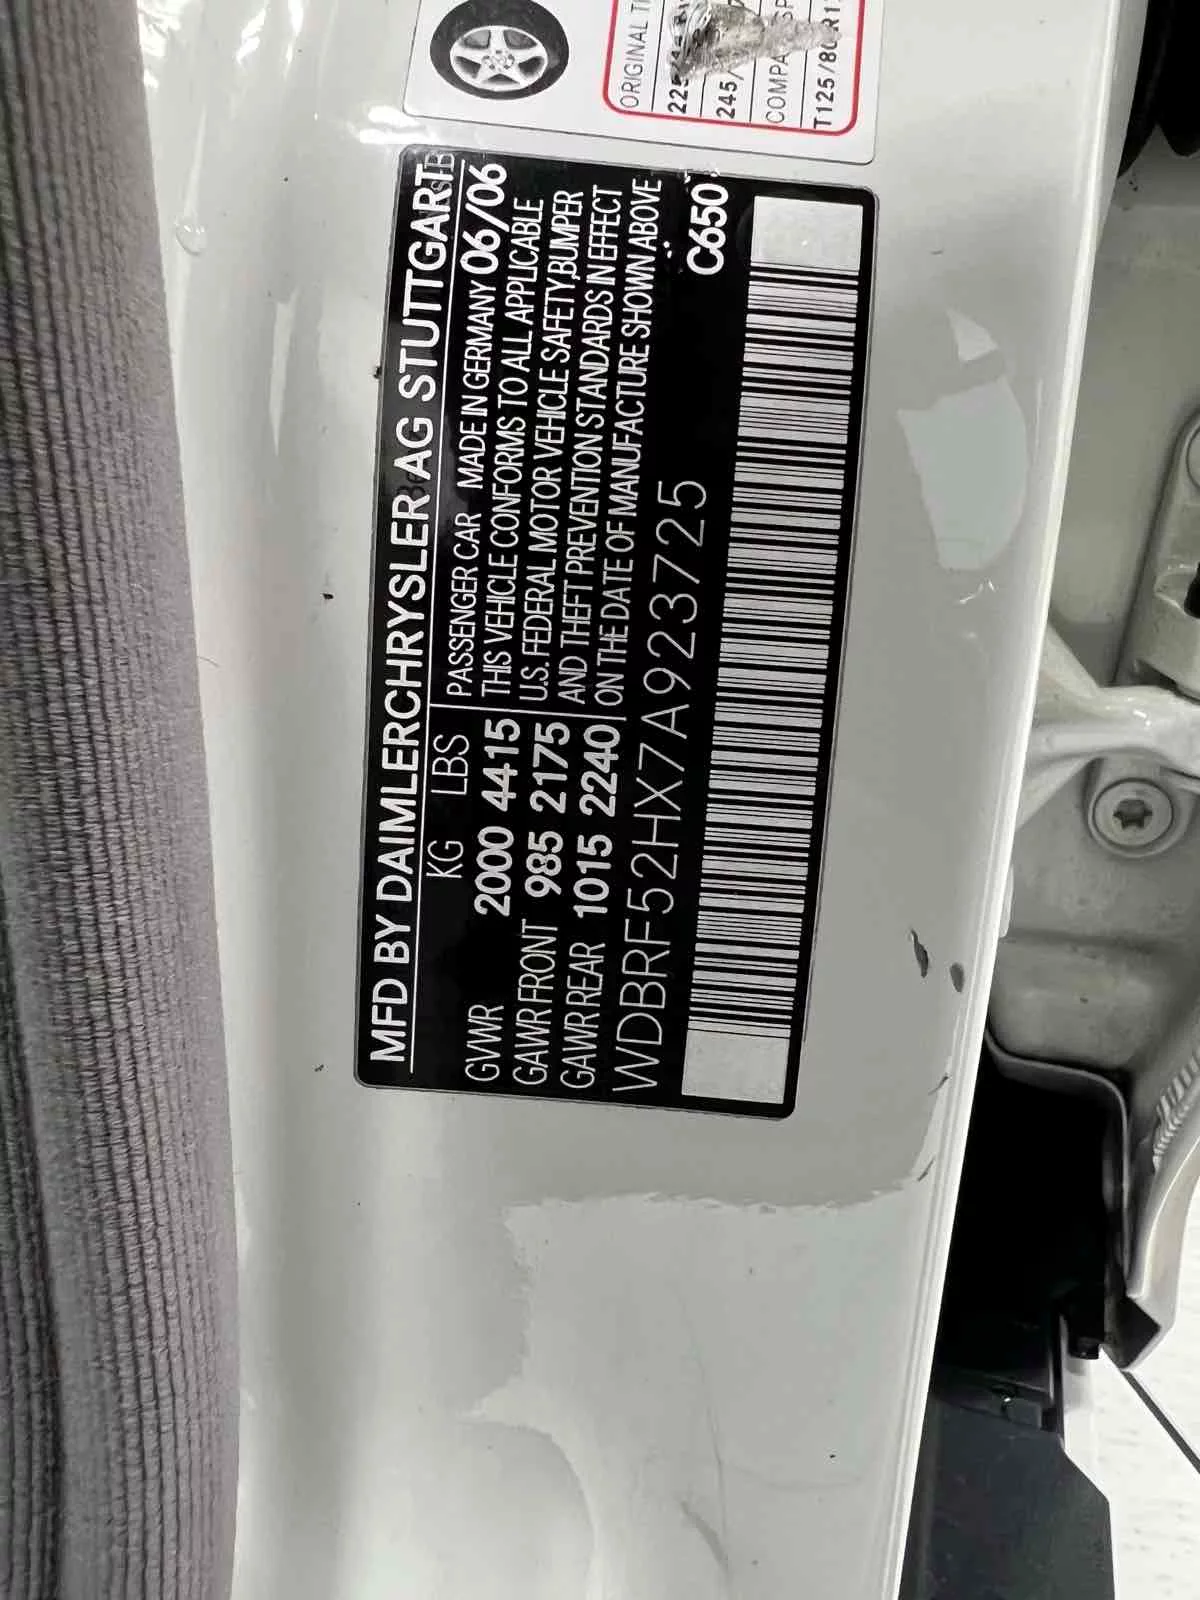 ORIGINAL
245/
COMPA
T125/80
MFD BY DAIMLERCHRYSLER AG STUTTGART
KG LBS
PASSENGER CAR MADE IN GERMANY 06/06
GVWR 2000 4415
THIS VEHICLE CONFORMS TO ALL APPLICABLE
GAWR FRONT 985 2175
U.S. FEDERAL MOTOR VEHICLE SAFETY,BUMPER
AND THEFT PREVENTION STANDARDS IN EFFECT
GAWR REAR 1015 2240
ON THE DATE OF MANUFACTURE SHOWN ABOVE
WDBRF52HX7A923725
C650